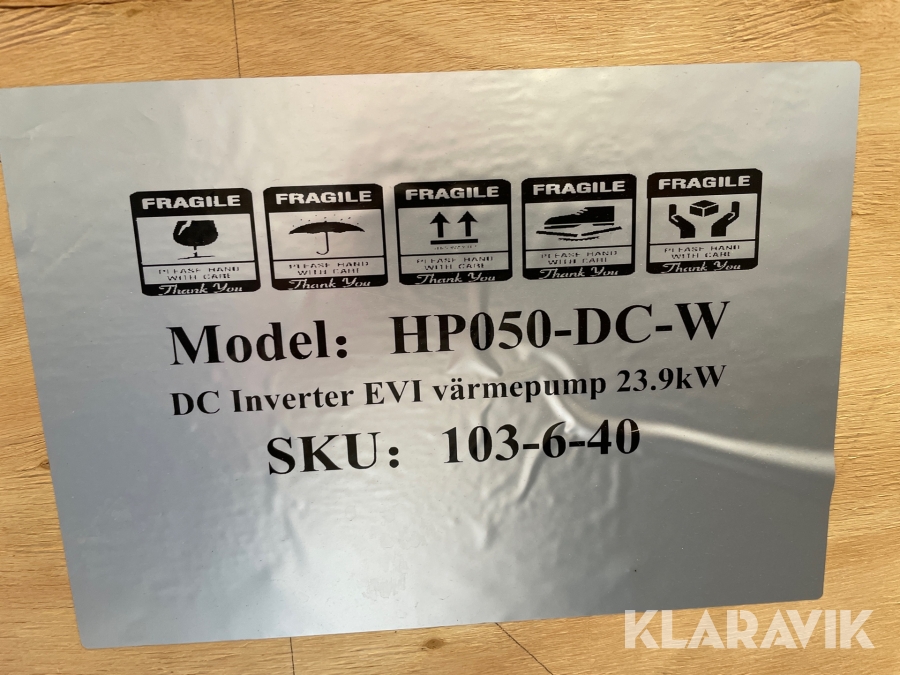 FRAGILE FRAGILE FRAGILE FRAGILE FRAGILE
PLEASE HAND PLEASE HAND PLEASE HAND PLEASE HAND PLEASE HAND
WITH CARE WITH CARE WITH CARE WITH CARE WITH CARE
Thank You Thank You Thank You Thank You Thank You
Model: HP050-DC-W
DC Inverter EVI värmepump 23.9kW
SKU: 103-6-40
KLARAVIK